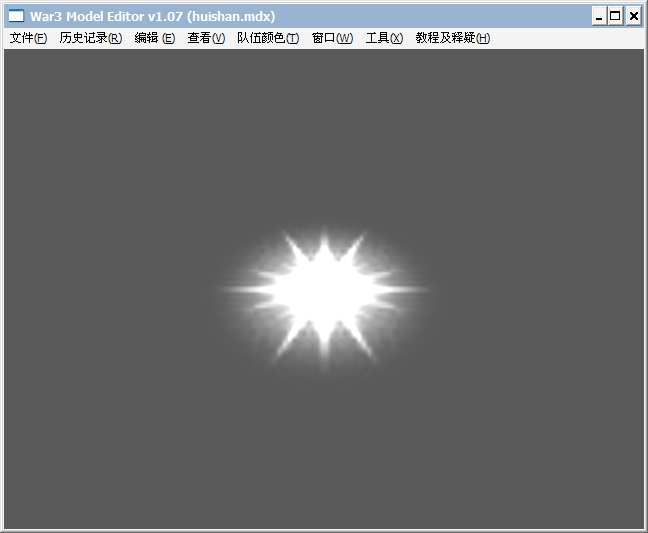 War3 Model Editor v1.07 (huishan.mdx)
文件(F) 历史记录(R) 编辑 (E) 查看(V) 队伍颜色(T) 窗口(W) 工具(X) 教程及释疑(H)